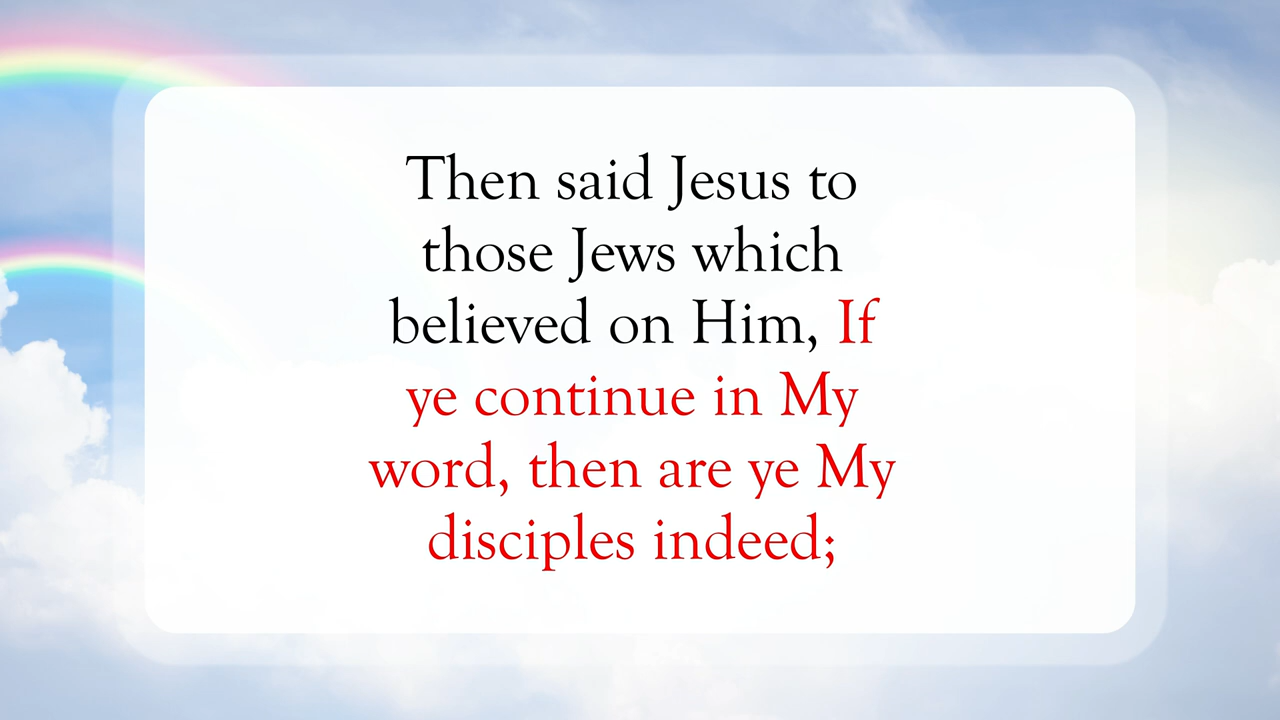 Then said Jesus to
those Jews which
believed on Him, If
ye continue in My
word, then are ye My
disciples indeed;